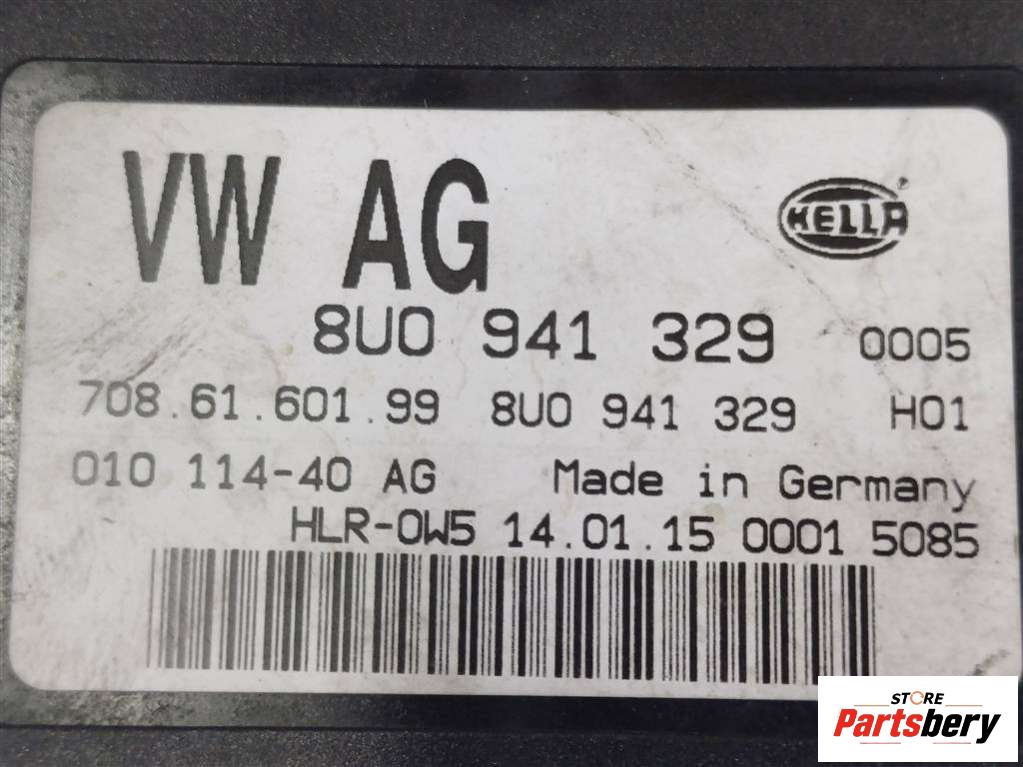 VW AG
HELLA ®
8U0 941 329 0005
708.61.601.99 8U0 941 329 H01
010 114-40 AG Made in Germany
HLR-0W5 14.01.15 0001 5085
STORE
Partsbery